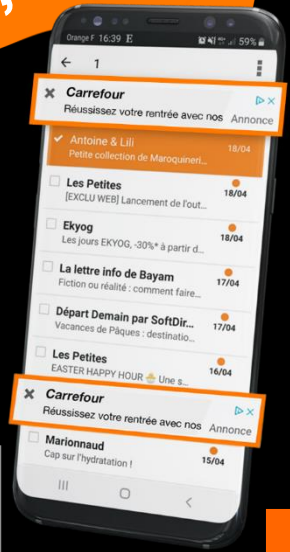 Orange F 16:39 E 59%
1
Carrefour
Réussissez votre rentrée avec nos Annonce
Antoine & Lili
18/04
Petite collection de Maroquineri...
Les Petites
[EXCLU WEB] Lancement de l'out...
18/04
Ekyog
Les jours EKYOG, -30%* à partir d...
18/04
La lettre info de Bayam
Fiction ou réalité : comment faire...
17/04
Départ Demain par SoftDir...
Vacances de Pâques : destinatio...
17/04
Les Petites
EASTER HAPPY HOUR 🐣 Une s...
16/04
Carrefour
Réussissez votre rentrée avec nos Annonce
Marionnaud
Cap sur l'hydratation !
15/04